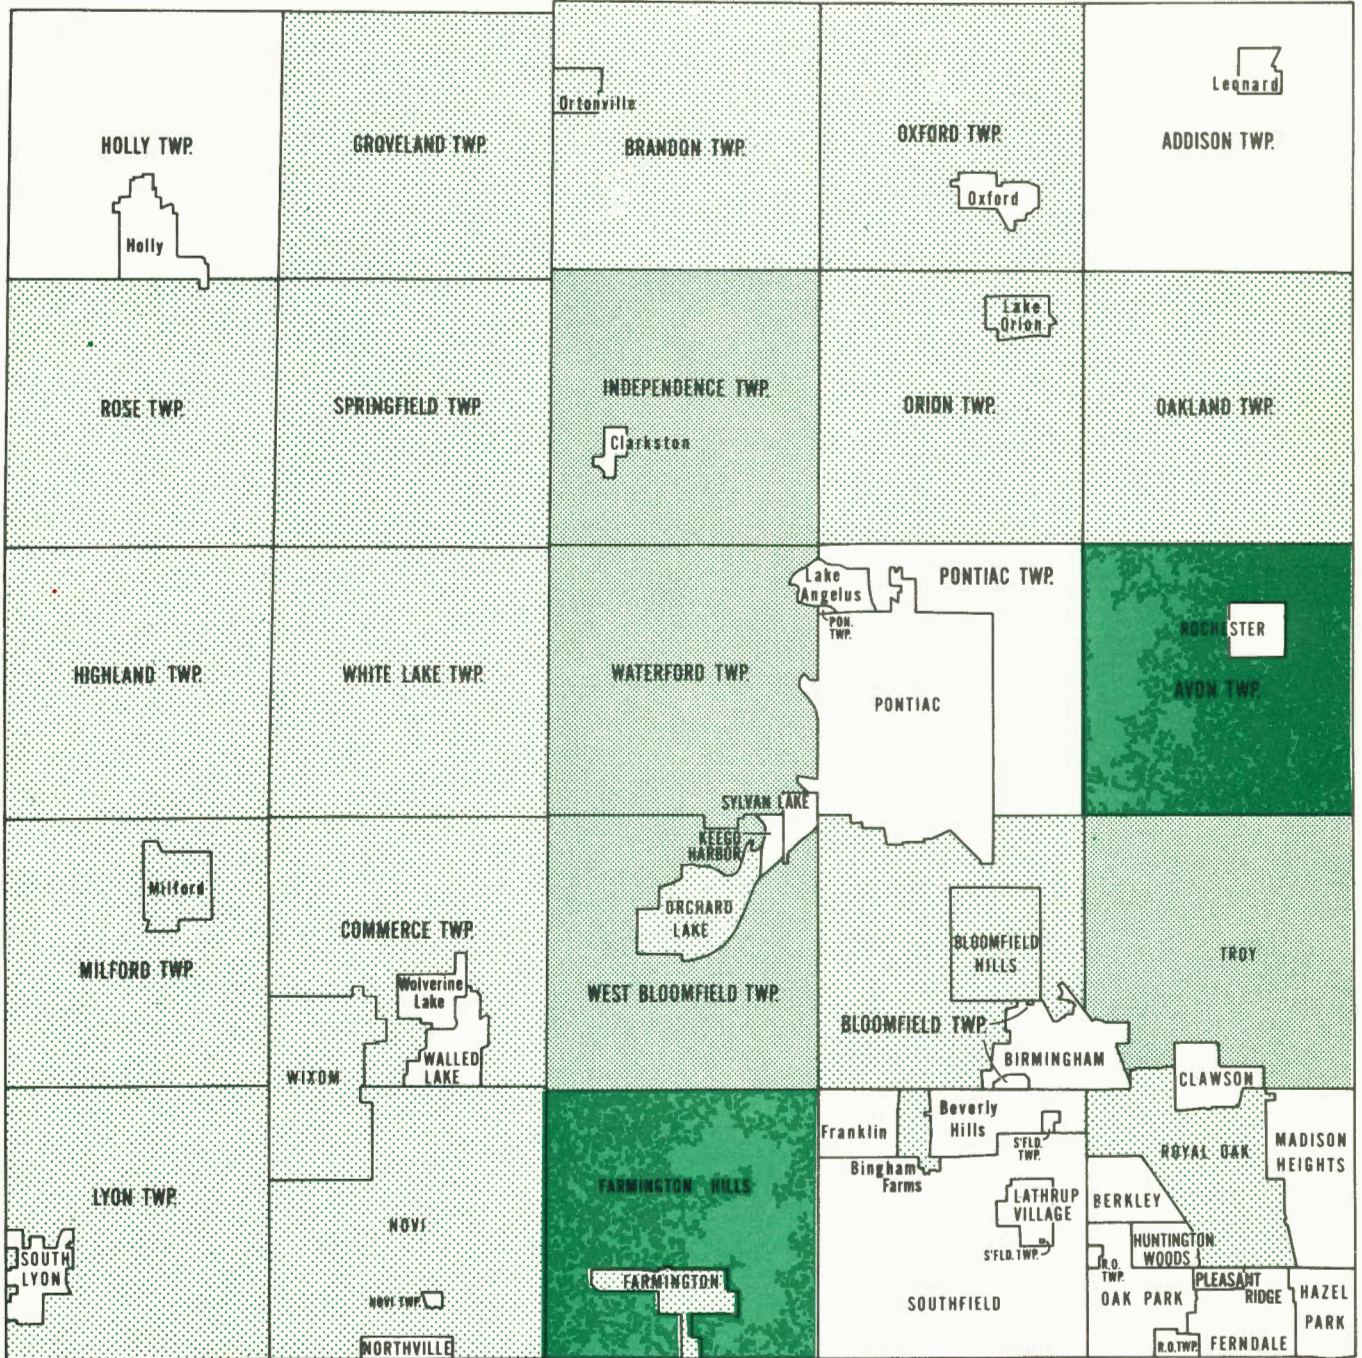 HOLLY TWP.
Holly
GROVELAND TWP.
Ortonville
BRANDON TWP.
OXFORD TWP.
Oxford
Leonard
ADDISON TWP.
ROSE TWP.
SPRINGFIELD TWP.
INDEPENDENCE TWP.
Clarkston
Lake
Orion
ORION TWP.
OAKLAND TWP.
HIGHLAND TWP.
WHITE LAKE TWP.
WATERFORD TWP.
Lake
Angelus
PON.
TWP.
PONTIAC TWP.
PONTIAC
ROCHESTER
AVON TWP.
SYLVAN LAKE
KEEGO
HARBOR
ORCHARD
LAKE
WEST BLOOMFIELD TWP.
Milford
MILFORD TWP.
COMMERCE TWP.
Wolverine
Lake
WALLED
LAKE
WIXOM
BLOOMFIELD
HILLS
BLOOMFIELD TWP.
BIRMINGHAM
TROY
CLAWSON
LYON TWP.
SOUTH
LYON
NOVI
NOVI TWP.
NORTHVILLE
FARMINGTON HILLS
FARMINGTON
Franklin
Beverly
Hills
S'FLD.
TWP.
Bingham
Farms
LATHRUP
VILLAGE
S'FLD. TWP.
SOUTHFIELD
ROYAL OAK
MADISON
HEIGHTS
BERKLEY
HUNTINGTON
WOODS
R.O.
TWP.
OAK PARK
PLEASANT
RIDGE
HAZEL
PARK
R.O.TWP.
FERNDALE